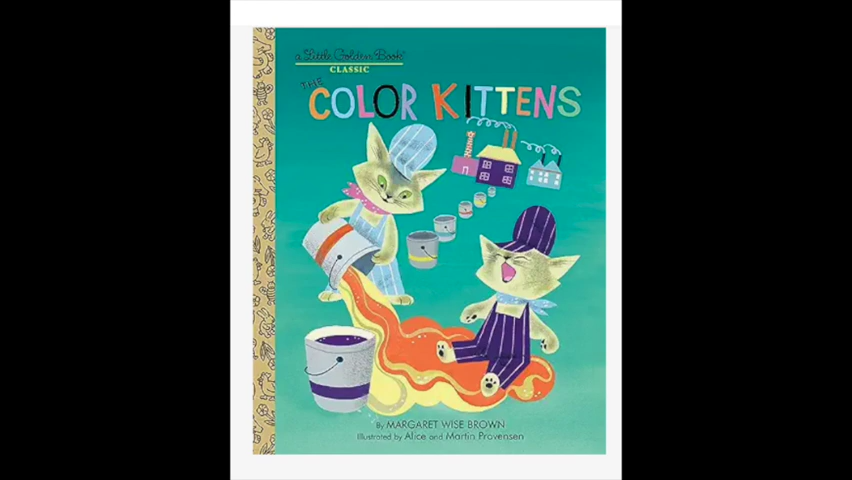 a Little Golden Book®
CLASSIC
THE
COLOR KITTENS
By MARGARET WISE BROWN
Illustrated by Alice and Martin Provensen